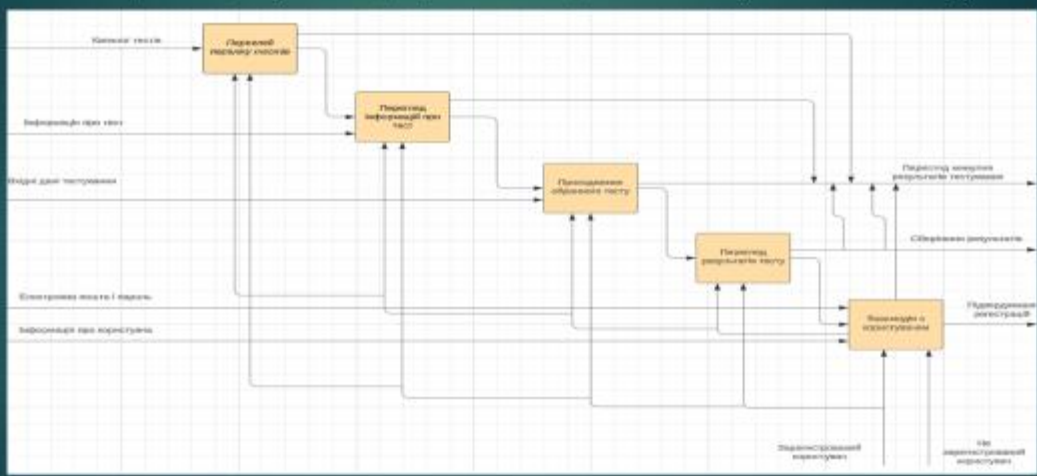 Каталог тестів
Перегляд
переліку тестів
Перегляд
інформації про
тест
Інформація про тест
Вхідні дані тестування
Проходження
обраного тесту
Перегляд минулих
результатів тестування
Перегляд
результатів тесту
Збереження результатів
Електронна пошта і пароль
Інформація про користувача
Взаємодія з
користувачем
Підтвердження
реєстрації
Зареєстрований
користувач
Не
зареєстрований
користувач